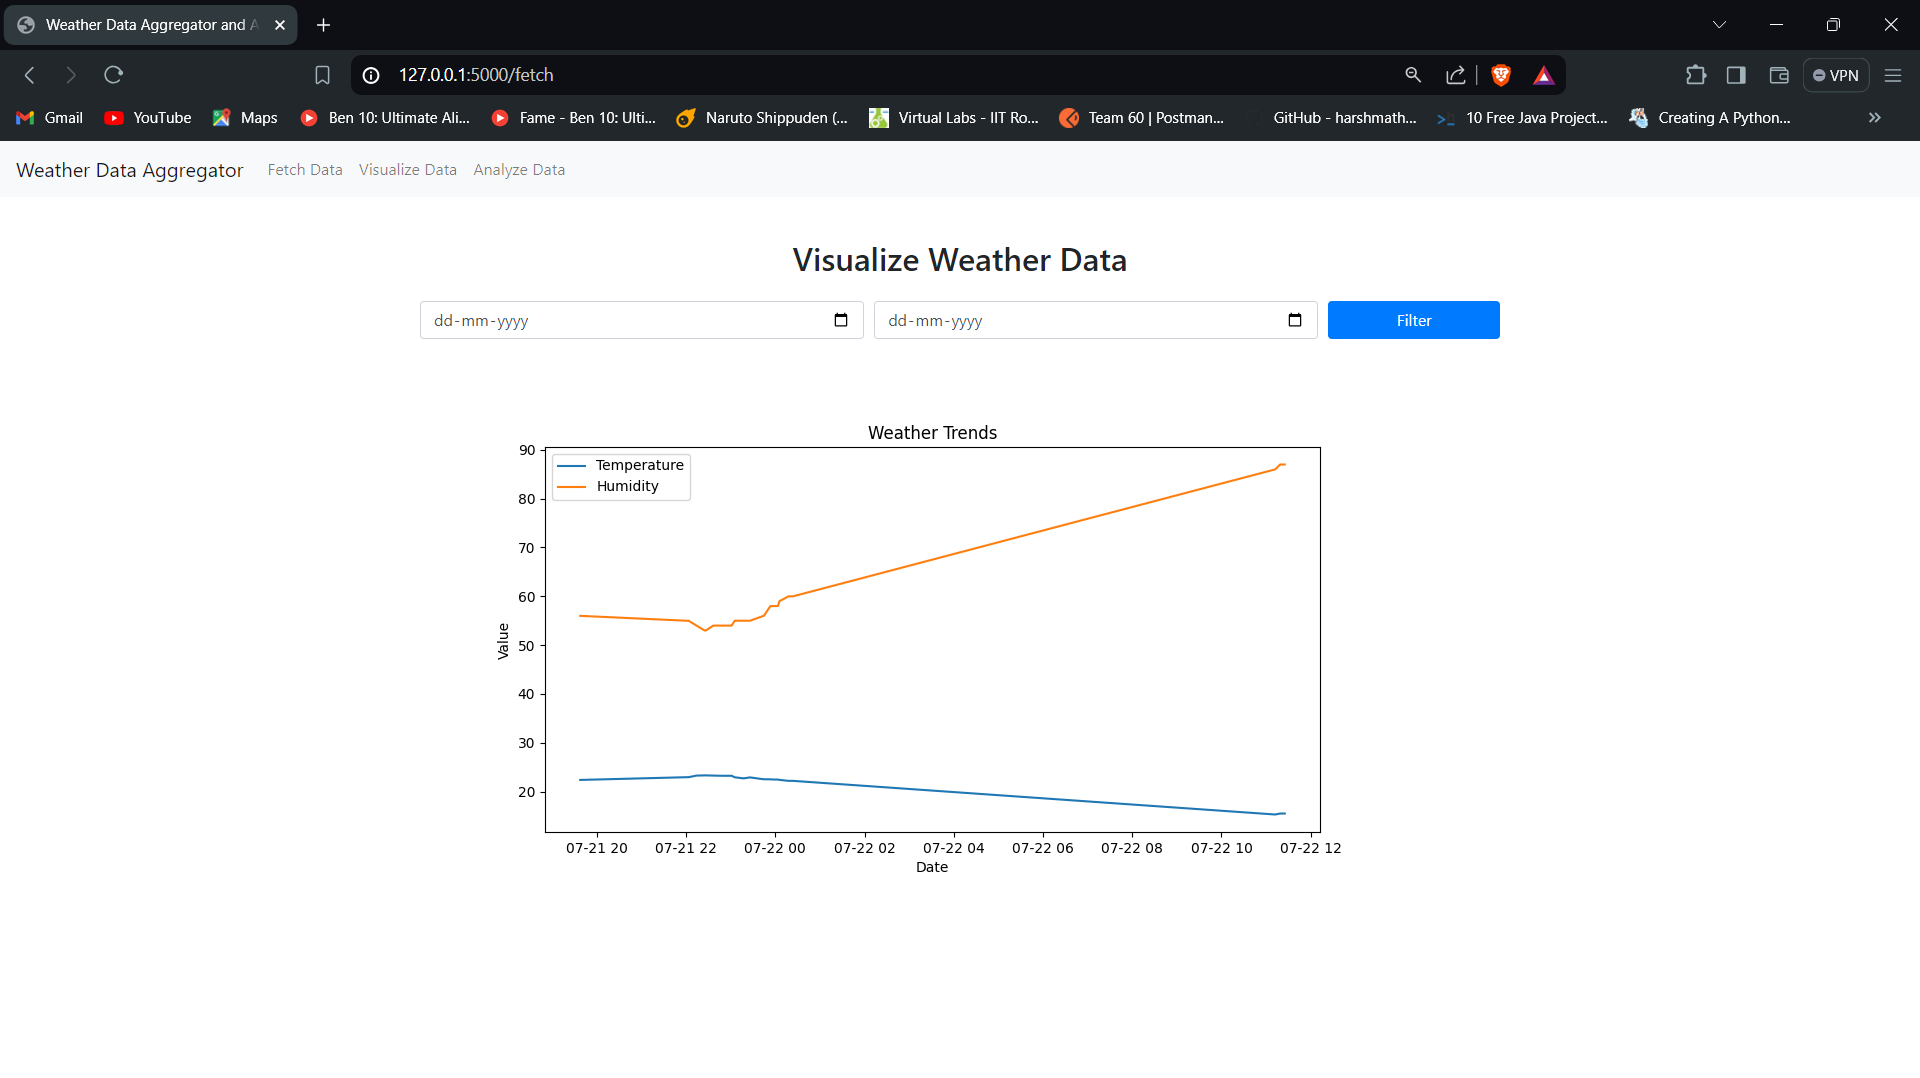 Weather Data Aggregator and A
127.0.0.1:5000/fetch
VPN
Gmail YouTube Maps Ben 10: Ultimate Ali... Fame - Ben 10: Ulti... Naruto Shippuden (... Virtual Labs - IIT Ro... Team 60 | Postman... GitHub - harshmath... 10 Free Java Project... Creating A Python...
Weather Data Aggregator Fetch Data Visualize Data Analyze Data
Visualize Weather Data
dd-mm-yyyy dd-mm-yyyy Filter
Weather Trends
Temperature
Humidity
90
80
70
60
50
40
30
20
Value
07-21 20 07-21 22 07-22 00 07-22 02 07-22 04 07-22 06 07-22 08 07-22 10 07-22 12
Date